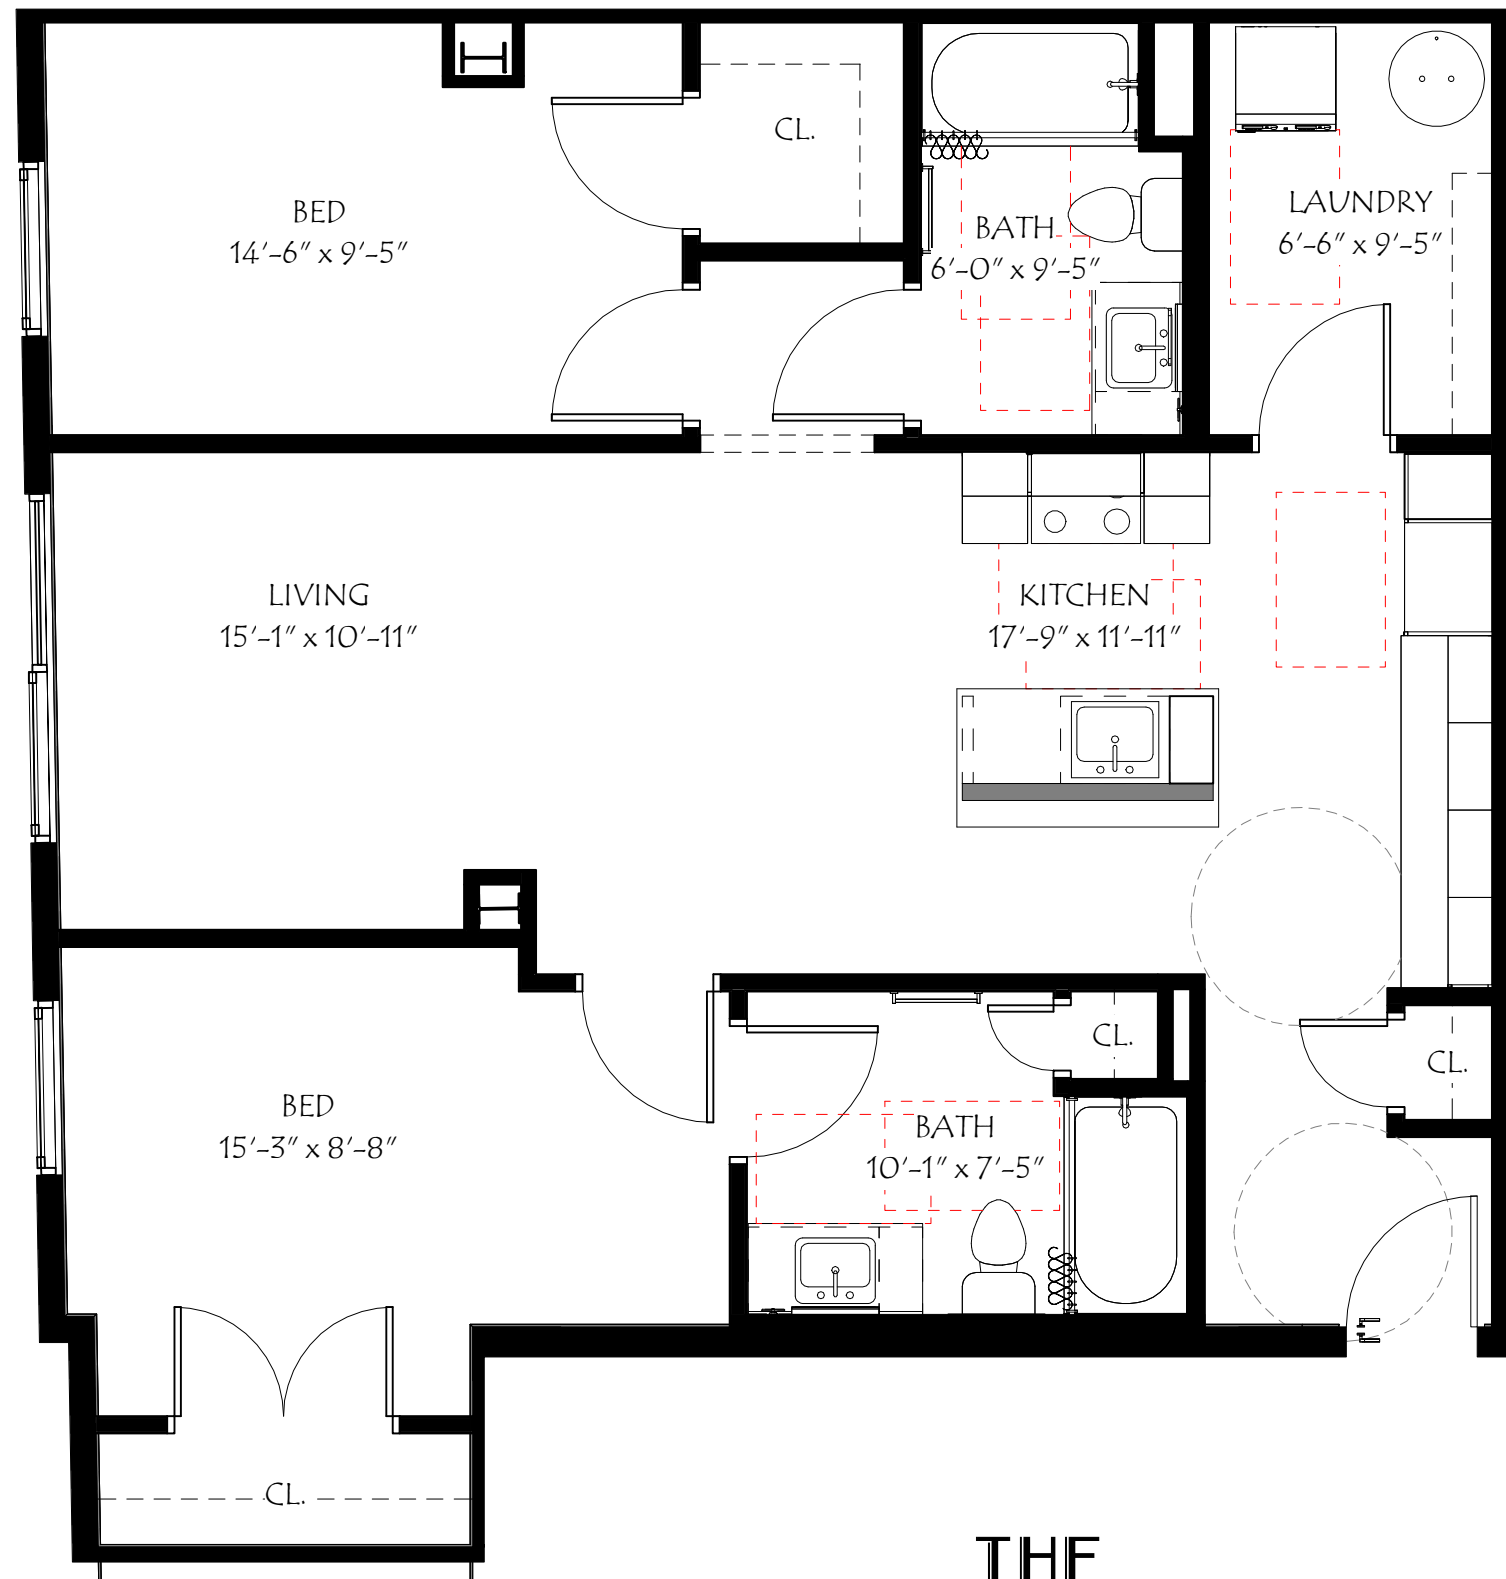 CL.
BED
14'-6" x 9'-5"
BATH
6'-0" x 9'-5"
LAUNDRY
6'-6" x 9'-5"
LIVING
15'-1" x 10'-11"
KITCHEN
17'-9" x 11'-11"
CL.
CL.
BED
15'-3" x 8'-8"
BATH
10'-1" x 7'-5"
CL.